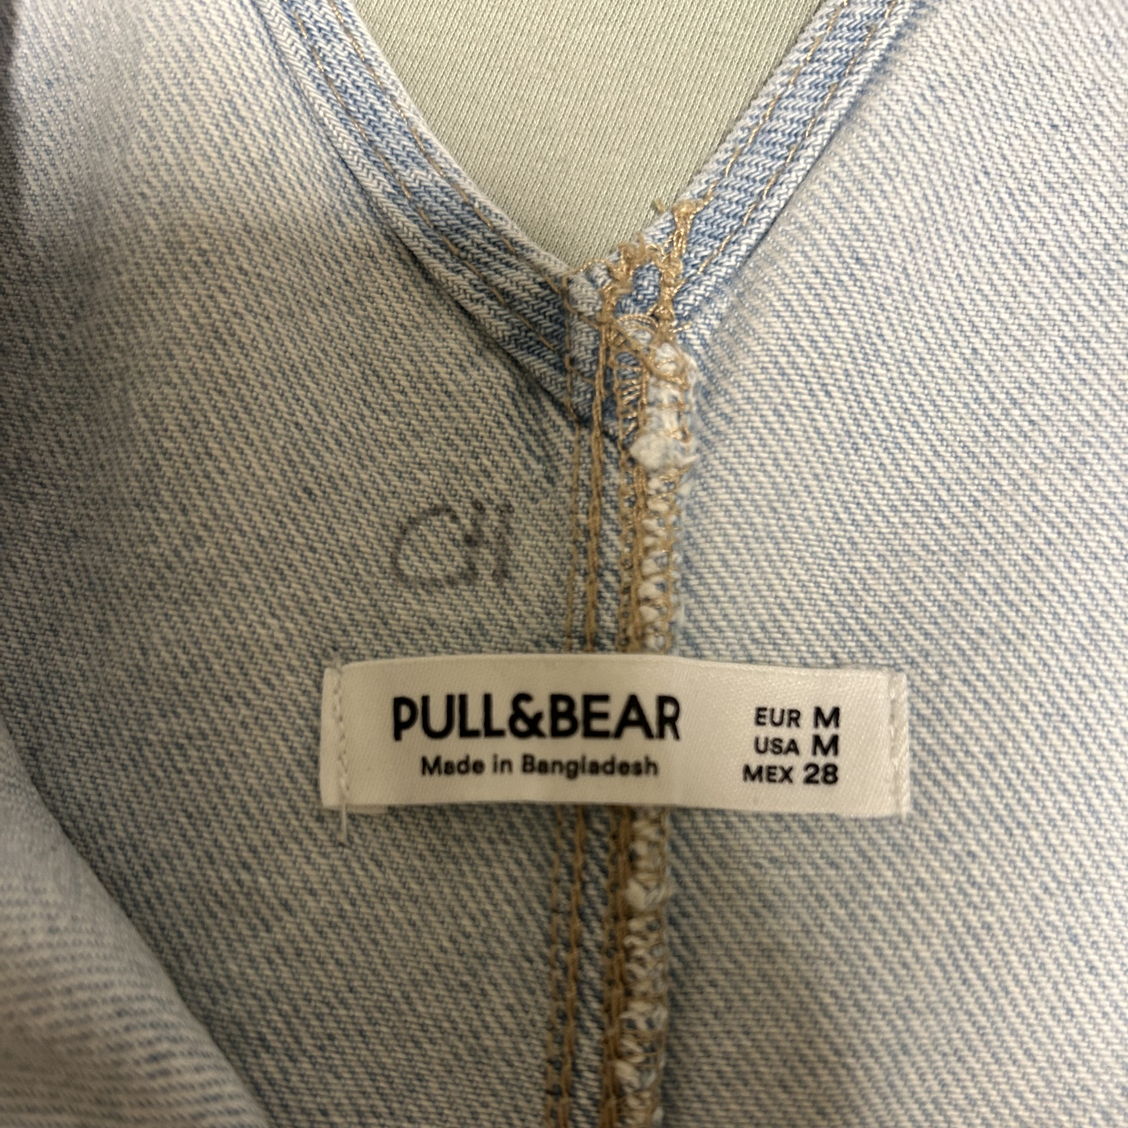 PULL&BEAR
Made in Bangladesh
EUR M
USA M
MEX 28